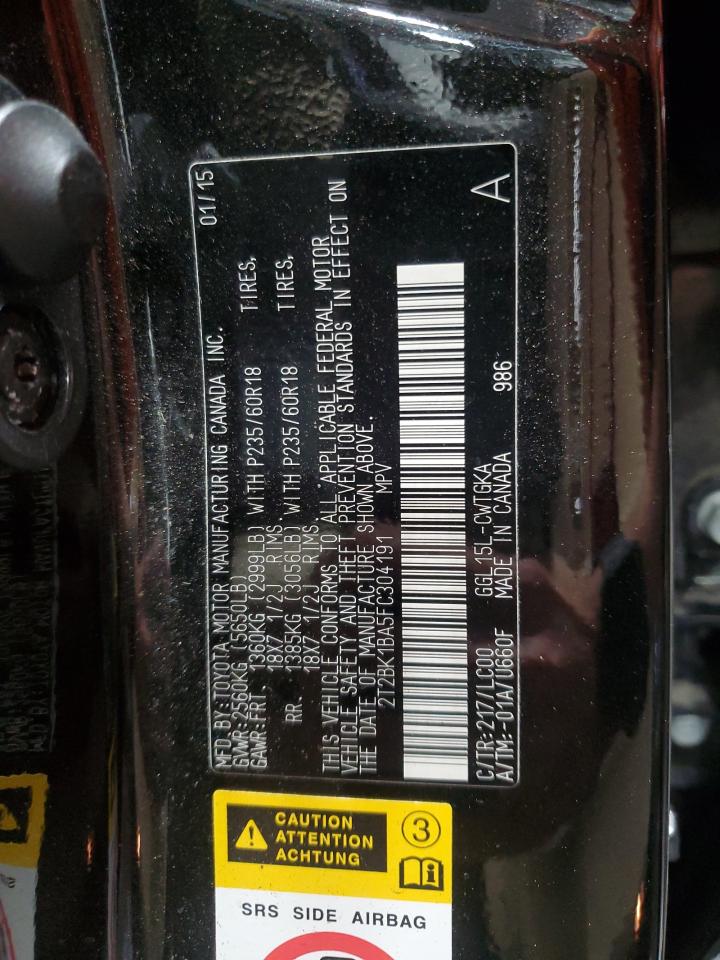 MFD.BY:TOYOTA MOTOR MANUFACTURING CANADA INC. 01/15
GVWR:2560KG (5650LB)
GAWR:FRT. 1360KG (2999LB) WITH P235/60R18 TIRES,
18X7 1/2J RIMS
RR. 1385KG (3056LB) WITH P235/60R18 TIRES,
18X7 1/2J RIMS.
THIS VEHICLE CONFORMS TO ALL APPLICABLE FEDERAL MOTOR
VEHICLE SAFETY AND THEFT PREVENTION STANDARDS IN EFFECT ON
THE DATE OF MANUFACTURE SHOWN ABOVE.
2T2BK1BA5FC304191 MPV
C/TR:217/LC00 GGL15L-CWTGKA A
A/TM:-01A/U660F MADE IN CANADA 986
CAUTION
ATTENTION
ACHTUNG
3
SRS SIDE AIRBAG